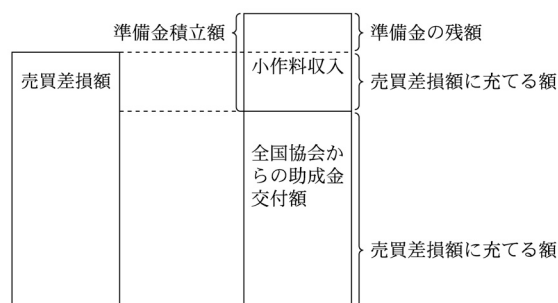 準備金積立額
準備金の残額
売買差損額
小作料収入
売買差損額に充てる額
全国協会か
らの助成金
交付額
売買差損額に充てる額